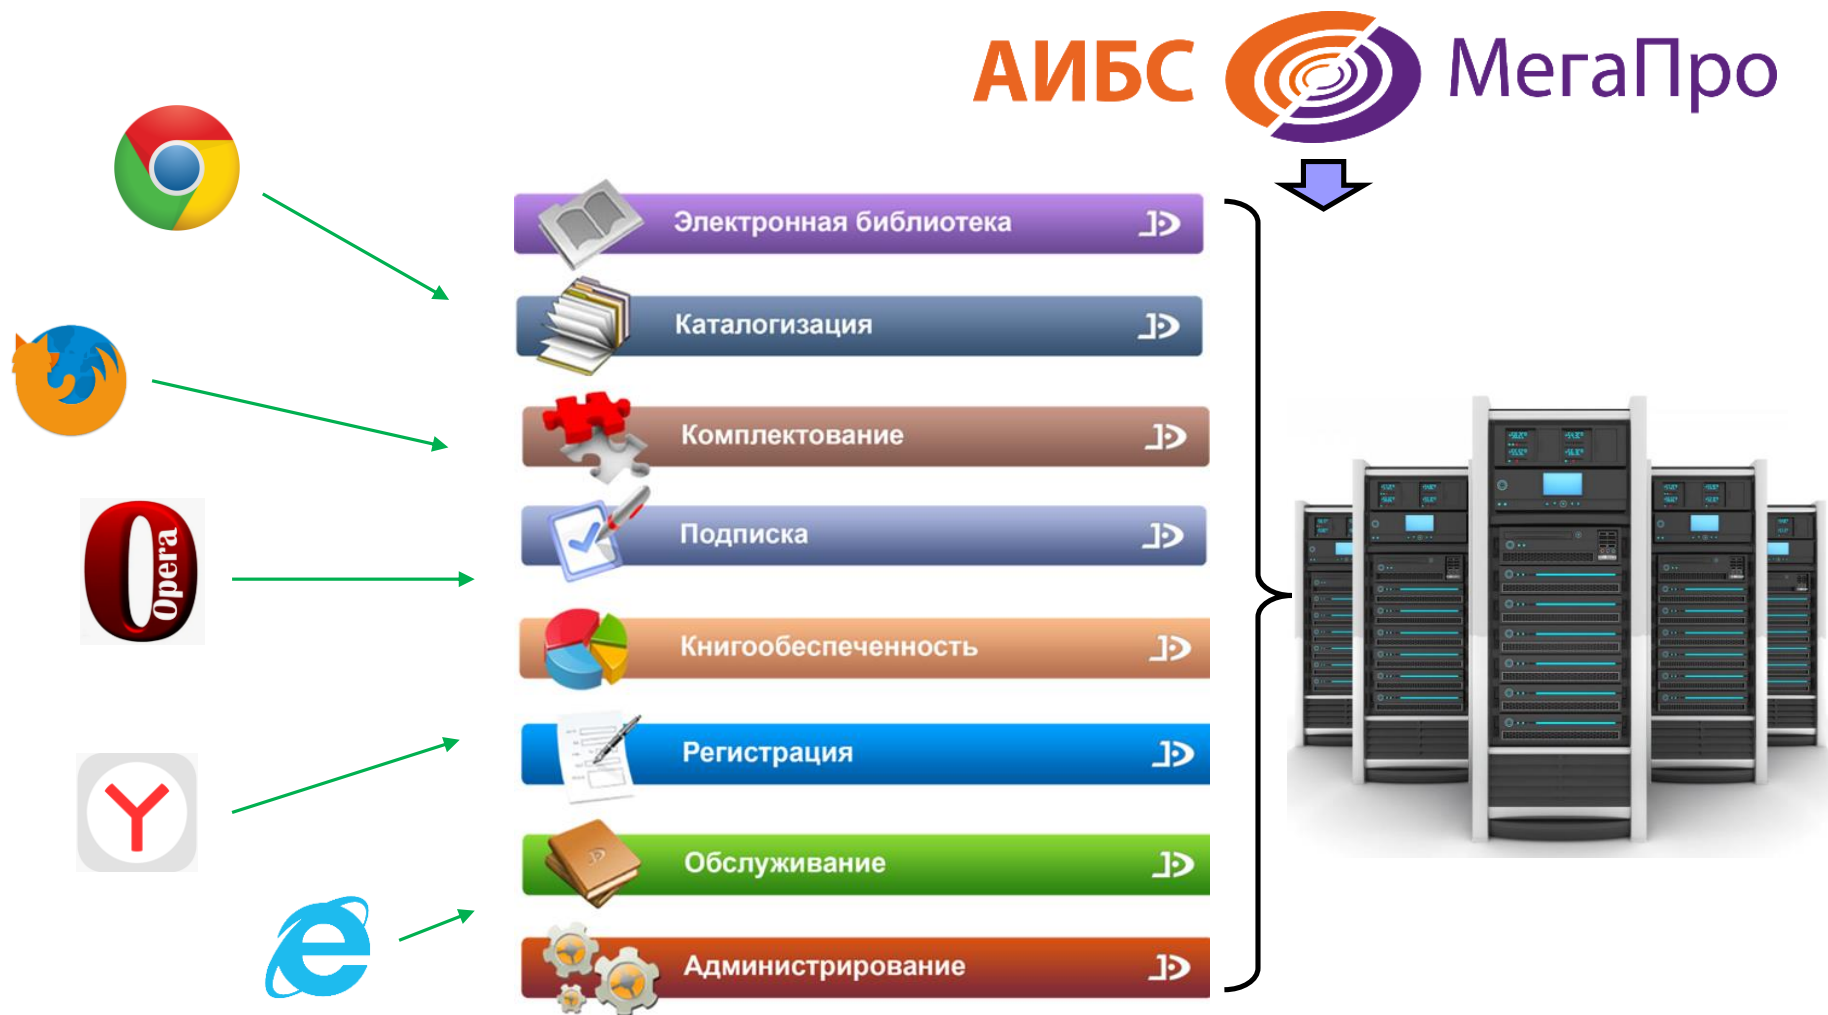 АИБС МегаПро
Электронная библиотека
Каталогизация
Комплектование
Opera
Подписка
Книгообеспеченность
Регистрация
Обслуживание
Администрирование